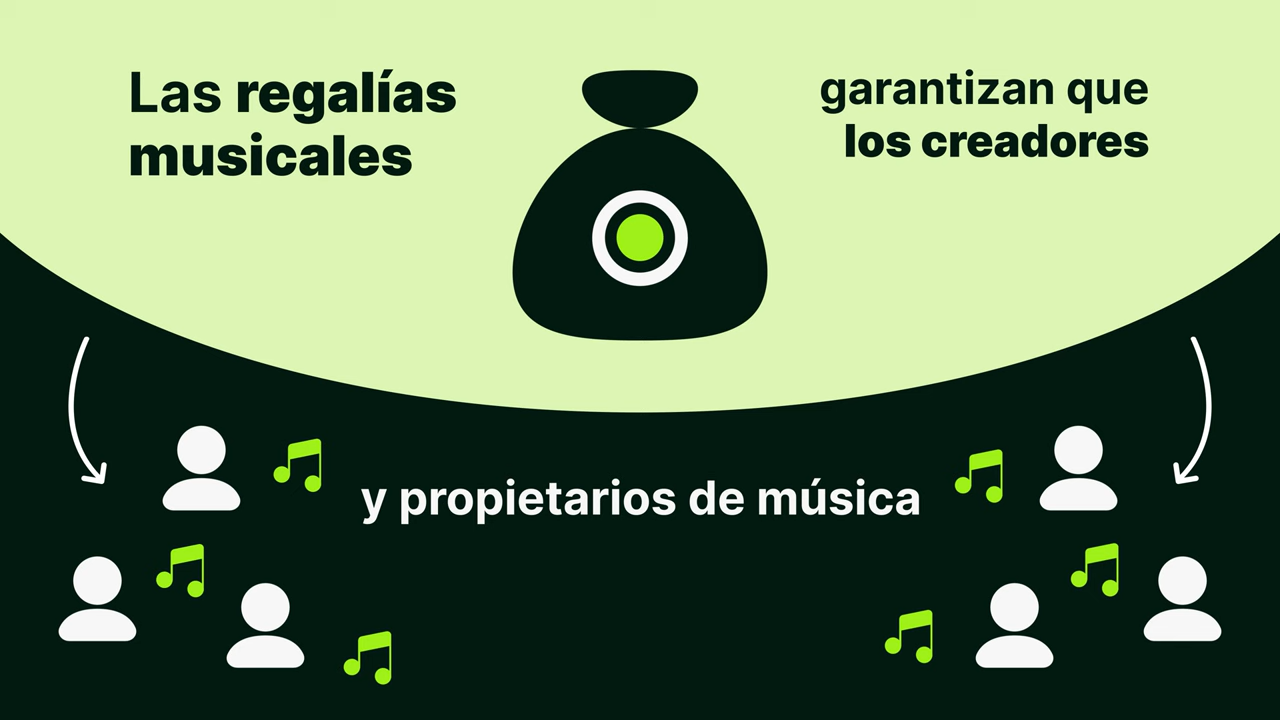 Las regalías
musicales
garantizan que
los creadores
y propietarios de música